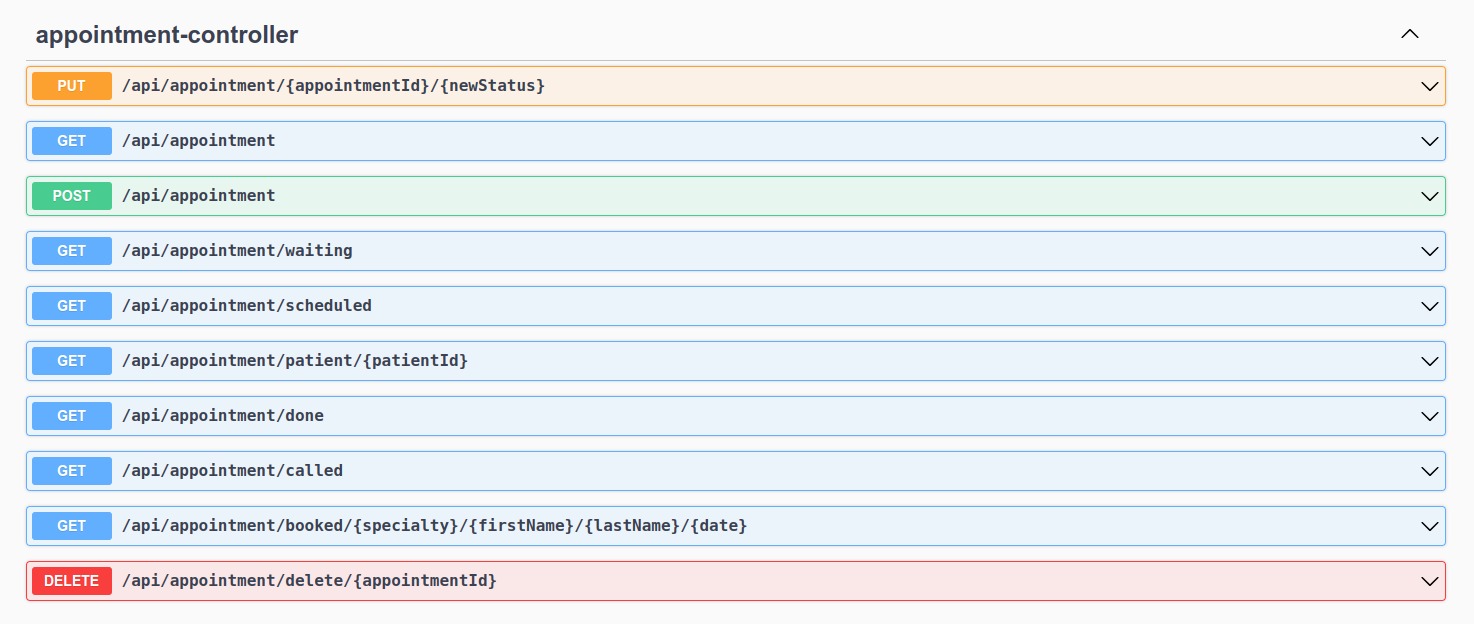 appointment-controller
PUT /api/appointment/{appointmentId}/{newStatus}
GET /api/appointment
POST /api/appointment
GET /api/appointment/waiting
GET /api/appointment/scheduled
GET /api/appointment/patient/{patientId}
GET /api/appointment/done
GET /api/appointment/called
GET /api/appointment/booked/{specialty}/{firstName}/{lastName}/{date}
DELETE /api/appointment/delete/{appointmentId}